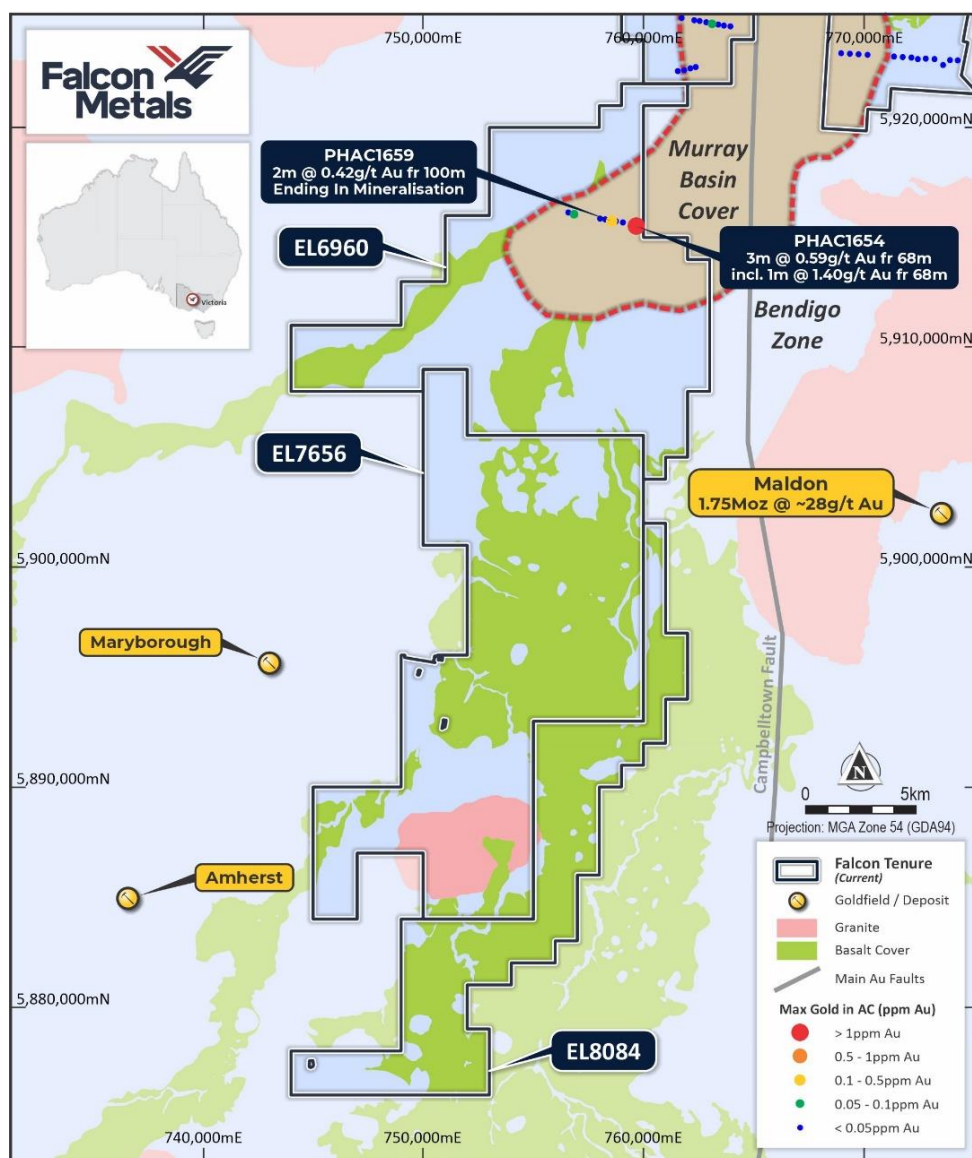 750,000mE
760,000mE
770,000mE
Falcon
Metals
5,920,000mN
Victoria
PHAC1659
2m @ 0.42g/t Au fr 100m
Ending In Mineralisation
Murray
Basin
Cover
EL6960
PHAC1654
3m @ 0.59g/t Au fr 68m
incl. 1m @ 1.40g/t Au fr 68m
Bendigo
Zone
5,910,000mN
EL7656
Maldon
1.75Moz @ ~28g/t Au
5,900,000mN
5,900,000mN
Maryborough
Campbelltown Fault
5,890,000mN
N
0
5km
Projection: MGA Zone 54 (GDA94)
Amherst
Falcon Tenure
(Current)
Goldfield / Deposit
Granite
Basalt Cover
Main Au Faults
5,880,000mN
Max Gold in AC (ppm Au)
> 1ppm Au
0.5 - 1ppm Au
0.1 - 0.5ppm Au
0.05 - 0.1ppm Au
< 0.05ppm Au
EL8084
740,000mE
750,000mE
760,000mE